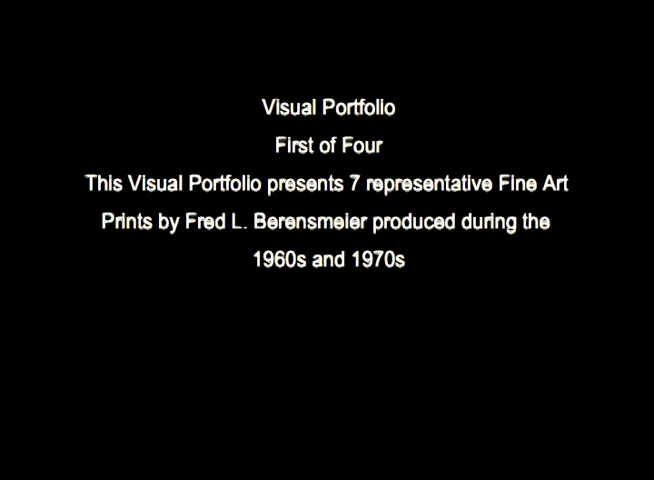 Visual Portfolio
First of Four
This Visual Portfolio presents 7 representative Fine Art
Prints by Fred L. Berensmeier produced during the
1960s and 1970s